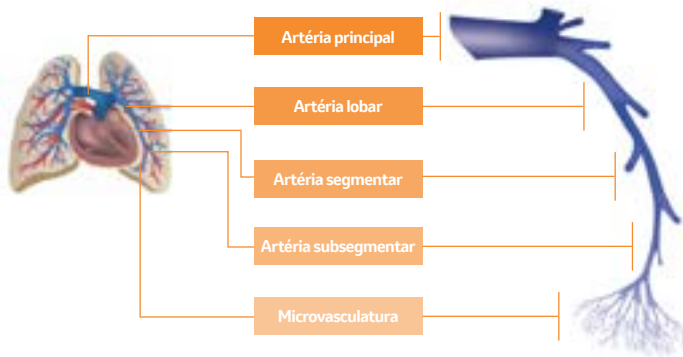 Artéria principal
Artéria lobar
Artéria segmentar
Artéria subsegmentar
Microvasculatura